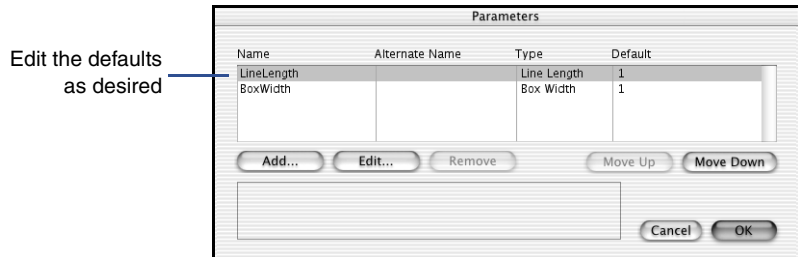 Parameters
Edit the defaults
as desired
Name Alternate Name Type Default
LineLength Line Length 1
BoxWidth Box Width 1
Add... Edit... Remove Move Up Move Down
Cancel OK